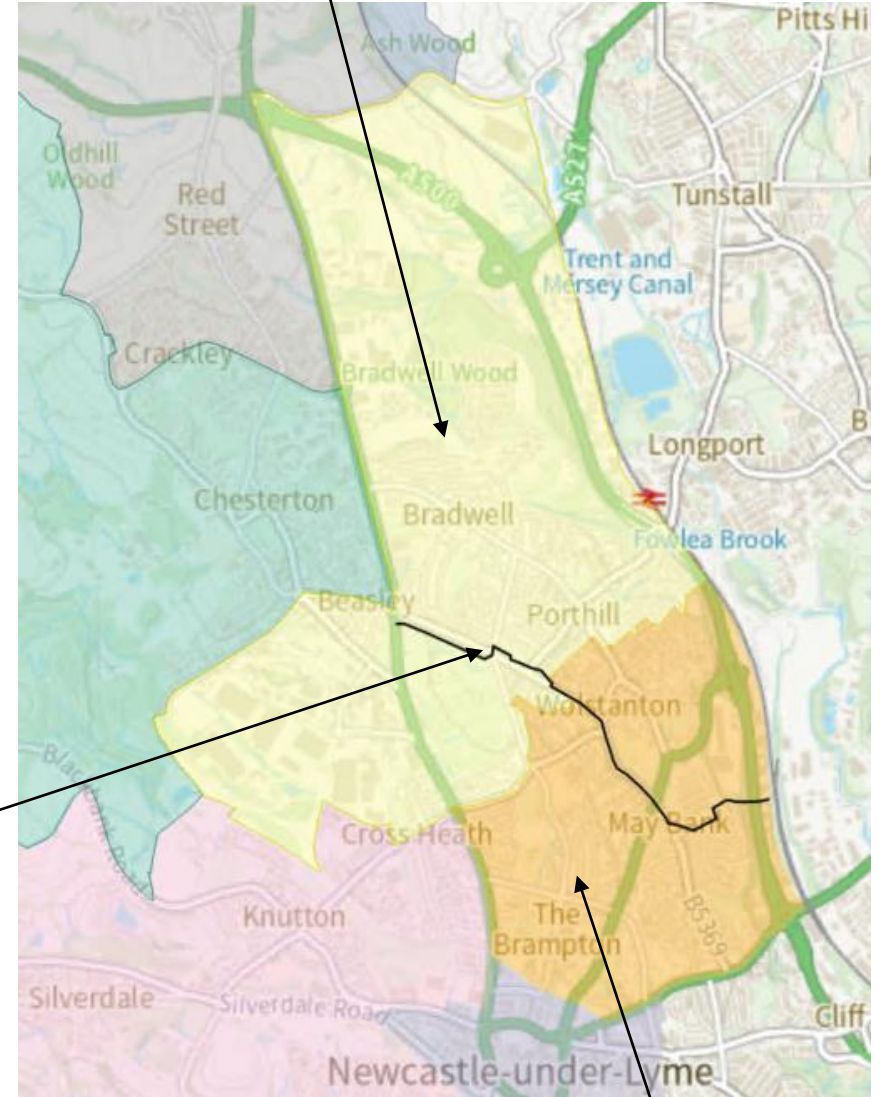 Pitts Hi
Ash Wood
Oldhill
Wood
A500
A527
Red
Street
Tunstall
Trent and
Mersey Canal
Crackley
Bradwell Wood
B
Longport
Chesterton
Bradwell
Fowlea Brook
Beasley
Porthill
Wolstanton
May Bank
Cross Heath
Knutton
The
Brampton
B5369
Silverdale
Silverdale Road
Cliff
Newcastle-under-Lyme